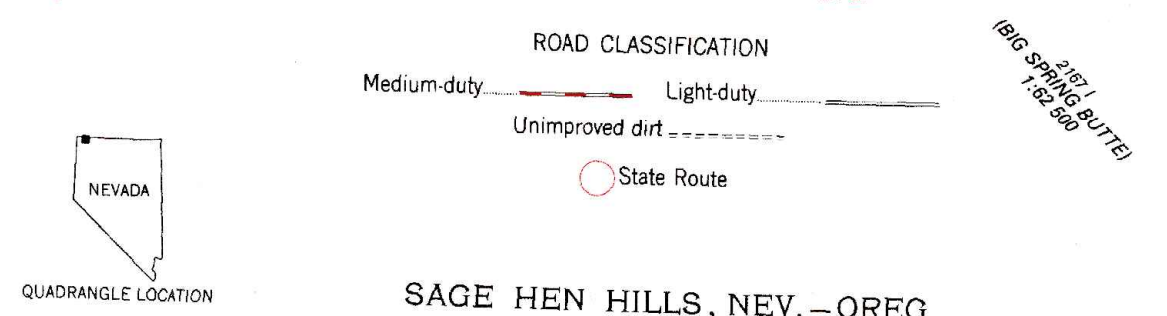 ROAD CLASSIFICATION
Medium-duty Light-duty
Unimproved dirt
State Route
2167 I
(BIG SPRING BUTTE)
1:62 500
NEVADA
QUADRANGLE LOCATION
SAGE HEN HILLS, NEV.–OREG